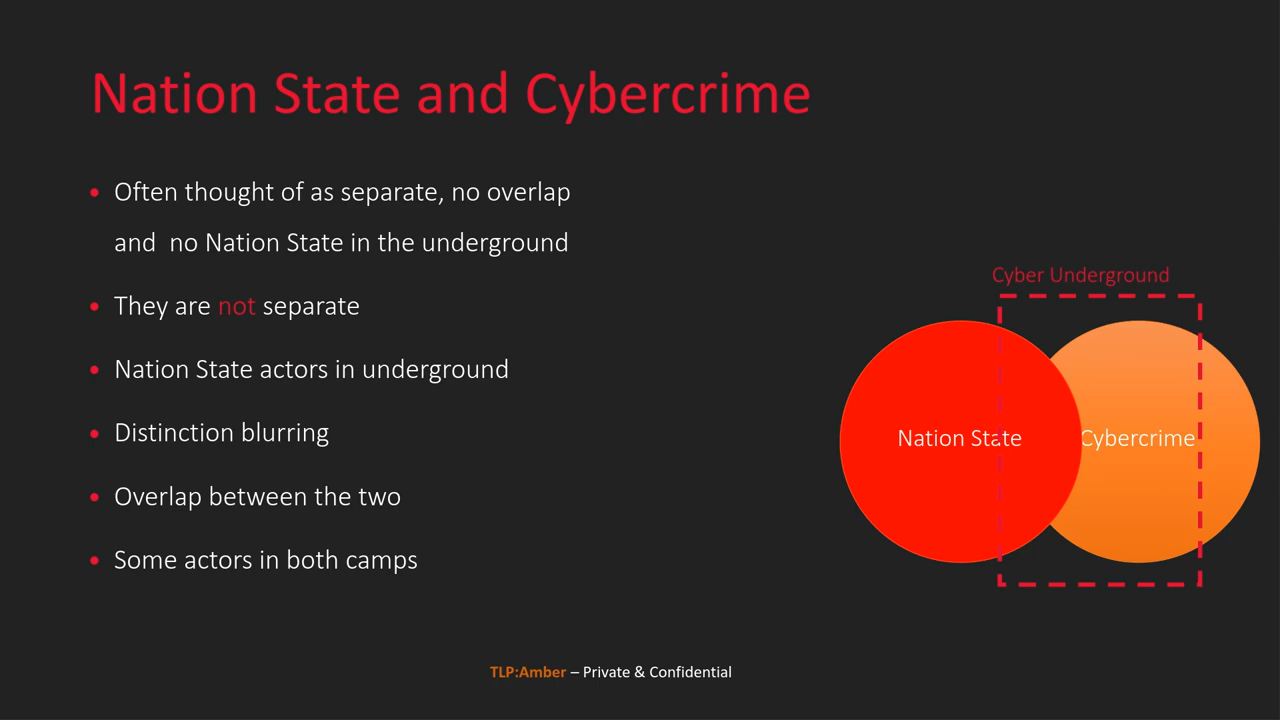 Nation State and Cybercrime
• Often thought of as separate, no overlap
and  no Nation State in the underground
• They are not separate
• Nation State actors in underground
• Distinction blurring
• Overlap between the two
• Some actors in both camps
Cyber Underground
Nation State
Cybercrime
TLP:Amber – Private & Confidential